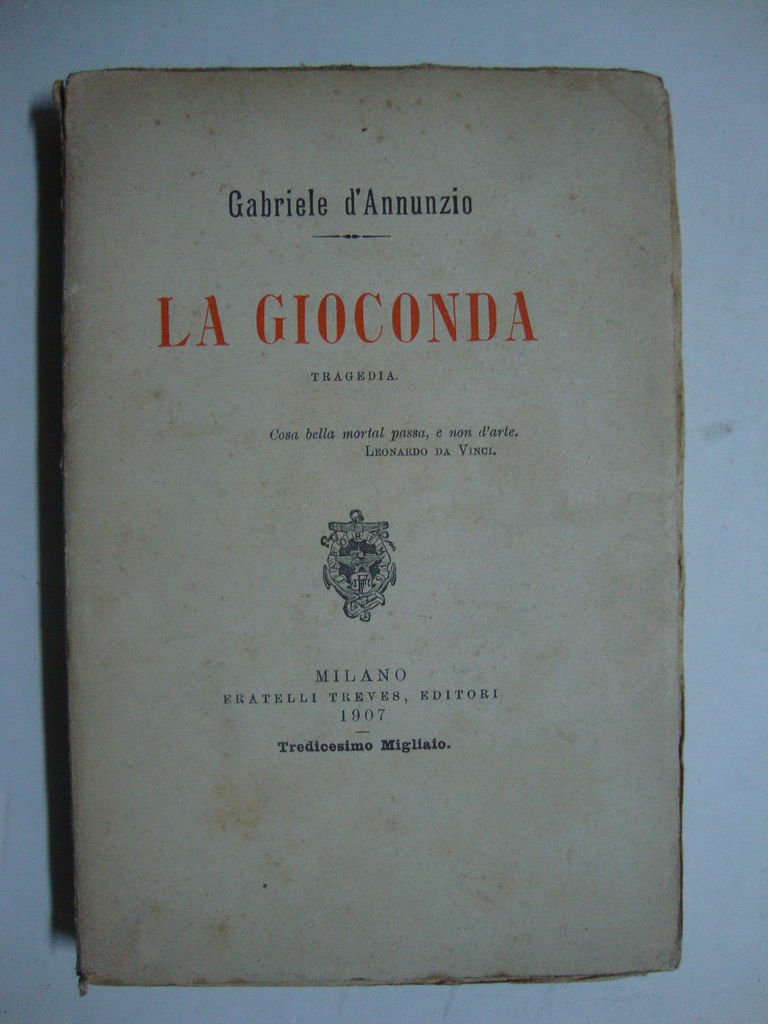 Gabriele d'Annunzio
LA GIOCONDA
TRAGEDIA.
Cosa bella mortal passa, e non d'arte.
LEONARDO DA VINCI.
MILANO
FRATELLI TREVES, EDITORI
1907
Tredicesimo Migliaio.